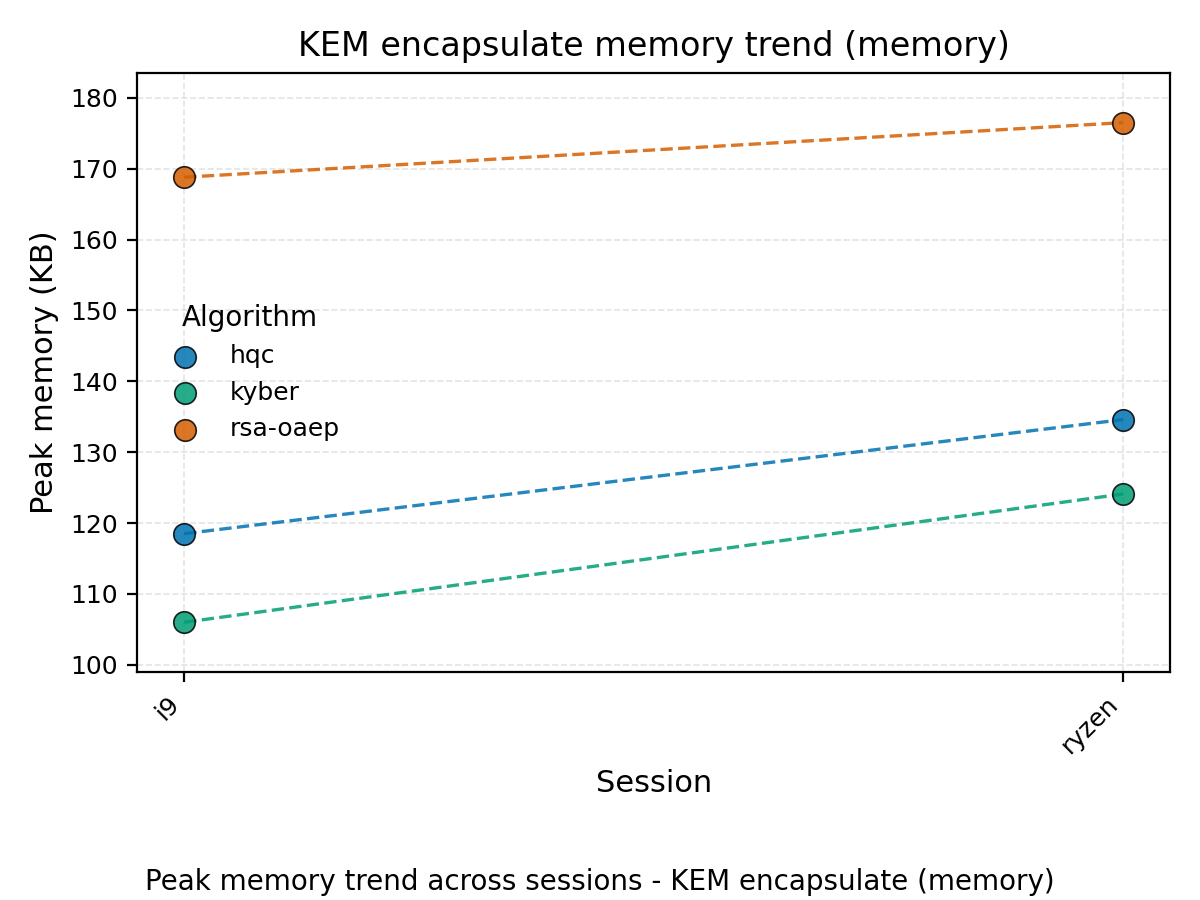 KEM encapsulate memory trend (memory)
Peak memory (KB)
180
170
160
150
140
130
120
110
100
Algorithm
hqc
kyber
rsa-oaep
i9
ryzen
Session
Peak memory trend across sessions - KEM encapsulate (memory)